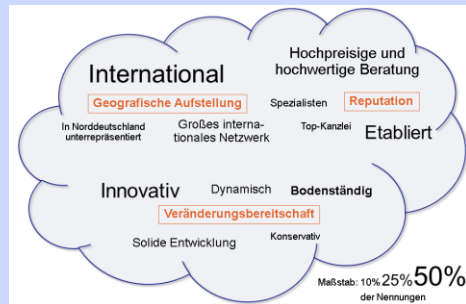 International
Hochpreisige und
hochwertige Beratung
Geografische Aufstellung
Spezialisten
Reputation
In Norddeutschland
unterrepräsentiert
Großes interna-
tionales Netzwerk
Top-Kanzlei
Etabliert
Innovativ
Dynamisch
Bodenständig
Veränderungsbereitschaft
Solide Entwicklung
Konservativ
Maßstab: 10% 25% 50%
der Nennungen